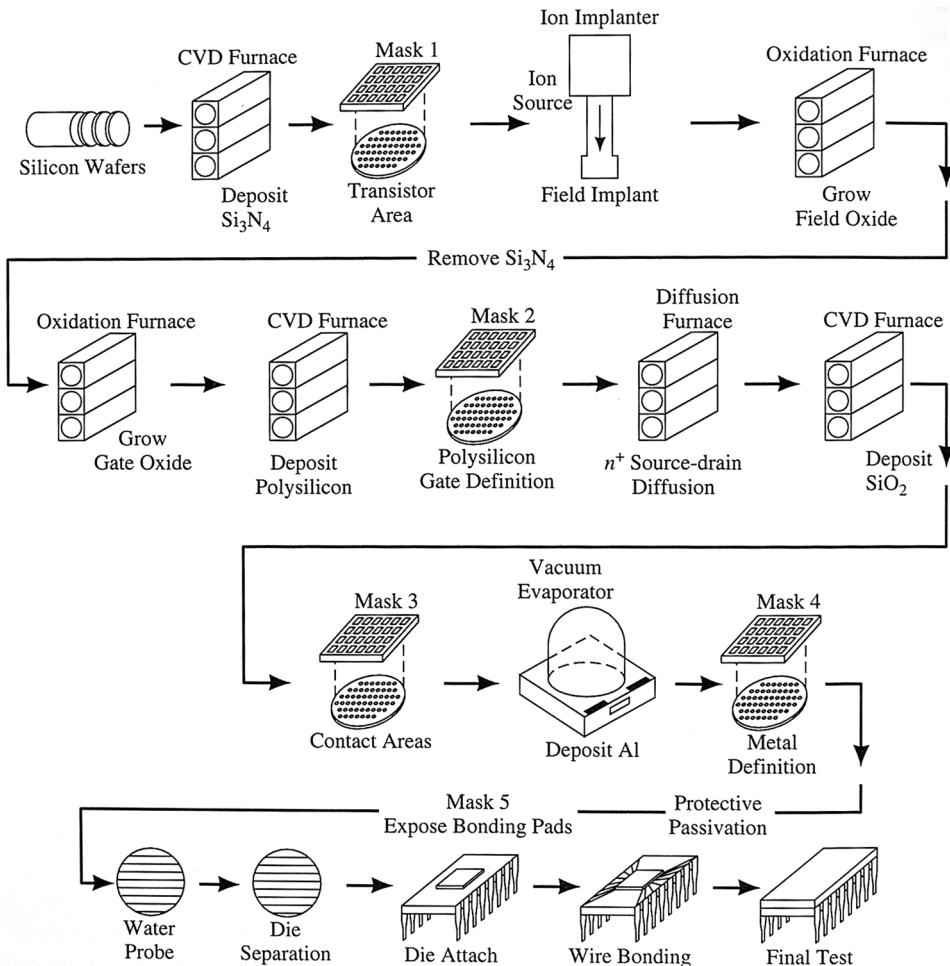 Ion Implanter
CVD Furnace
Mask 1
Oxidation Furnace
Ion
Source
Silicon Wafers
Field Implant
Deposit
Si₃N₄
Transistor
Area
Grow
Field Oxide
Remove Si₃N₄
Oxidation Furnace
CVD Furnace
Mask 2
Diffusion
Furnace
CVD Furnace
Grow
Gate Oxide
Deposit
Polysilicon
Polysilicon
Gate Definition
n⁺ Source-drain
Diffusion
Deposit
SiO₂
Mask 3
Vacuum
Evaporator
Mask 4
Contact Areas
Deposit Al
Metal
Definition
Mask 5
Expose Bonding Pads
Protective
Passivation
Water
Probe
Die
Separation
Die Attach
Wire Bonding
Final Test